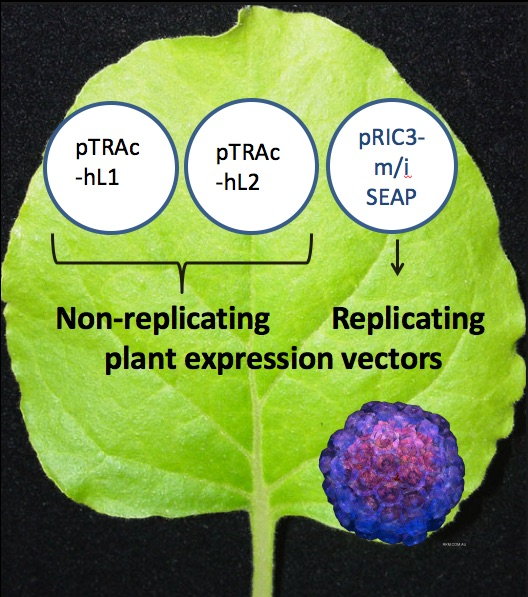 pTRAc
-hL1
pTRAc
-hL2
pRIC3-
m/i
SEAP
Non-replicating
Replicating
plant expression vectors